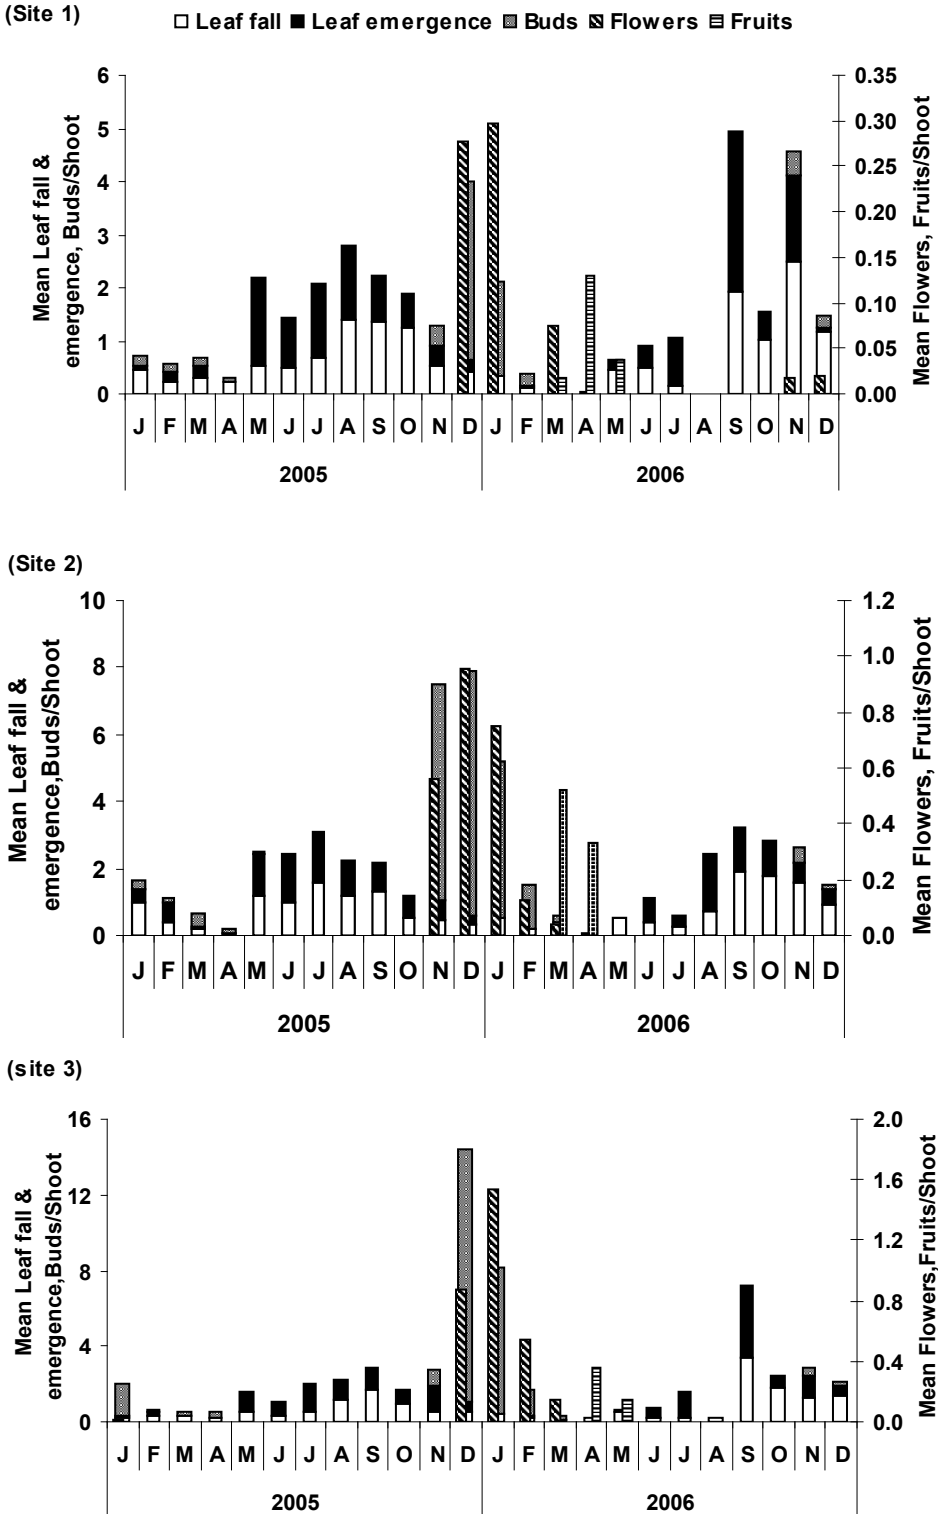 (Site 1)
Leaf fall Leaf emergence Buds Flowers Fruits
Mean Leaf fall &
emergence, Buds/Shoot
6
5
4
3
2
1
0
0.35
0.30
0.25
0.20
0.15
0.10
0.05
0.00
Mean Flowers, Fruits/Shoot
J F M A M J J A S O N D J F M A M J J A S O N D
2005 2006
(Site 2)
Mean Leaf fall &
emergence,Buds/Shoot
10
8
6
4
2
0
1.2
1.0
0.8
0.6
0.4
0.2
0.0
Mean Flowers, Fruits/Shoot
J F M A M J J A S O N D J F M A M J J A S O N D
2005 2006
(site 3)
Mean Leaf fall &
emergence,Buds/Shoot
16
12
8
4
0
2.0
1.6
1.2
0.8
0.4
0.0
Mean Flowers,Fruits/Shoot
J F M A M J J A S O N D J F M A M J J A S O N D
2005 2006